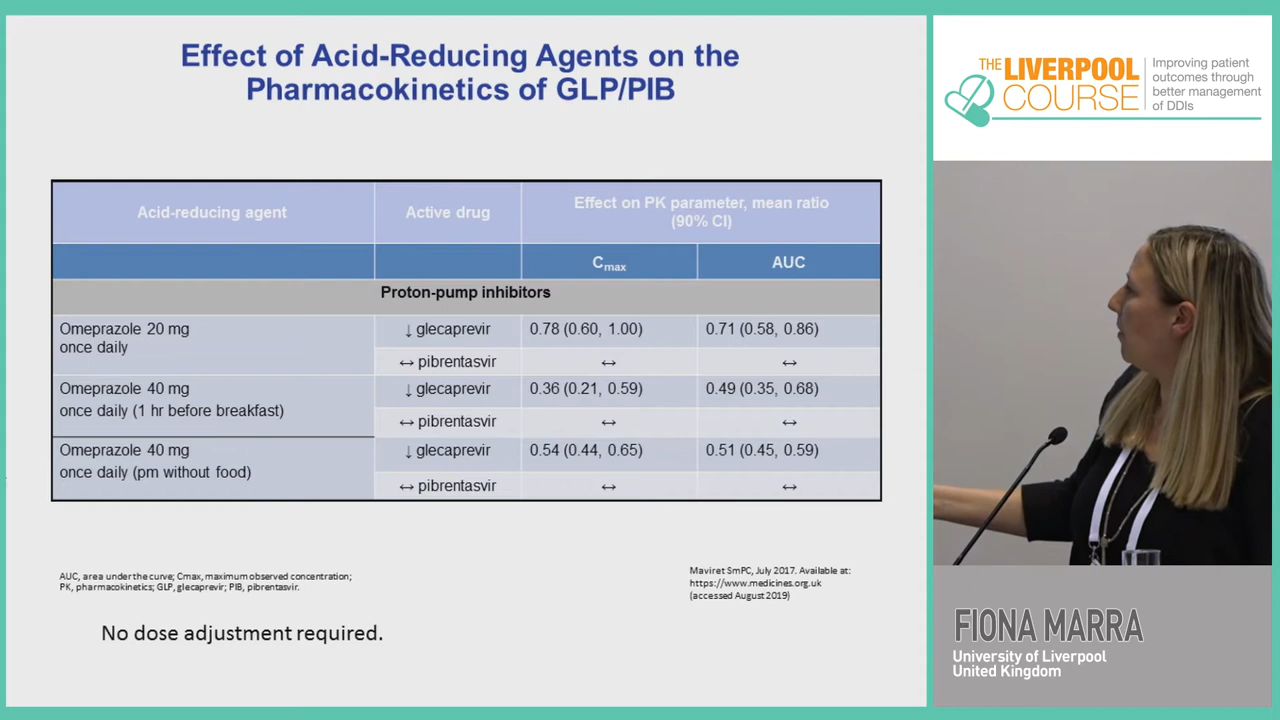 Effect of Acid-Reducing Agents on the
Pharmacokinetics of GLP/PIB
Acid-reducing agent
Active drug
Effect on PK parameter, mean ratio
(90% CI)
Cmax
AUC
Proton-pump inhibitors
Omeprazole 20 mg
once daily
↓ glecaprevir
0.78 (0.60, 1.00)
0.71 (0.58, 0.86)
↔ pibrentasvir
↔
↔
Omeprazole 40 mg
once daily (1 hr before breakfast)
↓ glecaprevir
0.36 (0.21, 0.59)
0.49 (0.35, 0.68)
↔ pibrentasvir
↔
↔
Omeprazole 40 mg
once daily (pm without food)
↓ glecaprevir
0.54 (0.44, 0.65)
0.51 (0.45, 0.59)
↔ pibrentasvir
↔
↔
AUC, area under the curve; Cmax, maximum observed concentration;
PK, pharmacokinetics; GLP, glecaprevir; PIB, pibrentasvir.
Maviret SmPC, July 2017. Available at:
https://www.medicines.org.uk
(accessed August 2019)
No dose adjustment required.
THE LIVERPOOL
COURSE
Improving patient
outcomes through
better management
of DDIs
FIONA MARRA
University of Liverpool
United Kingdom